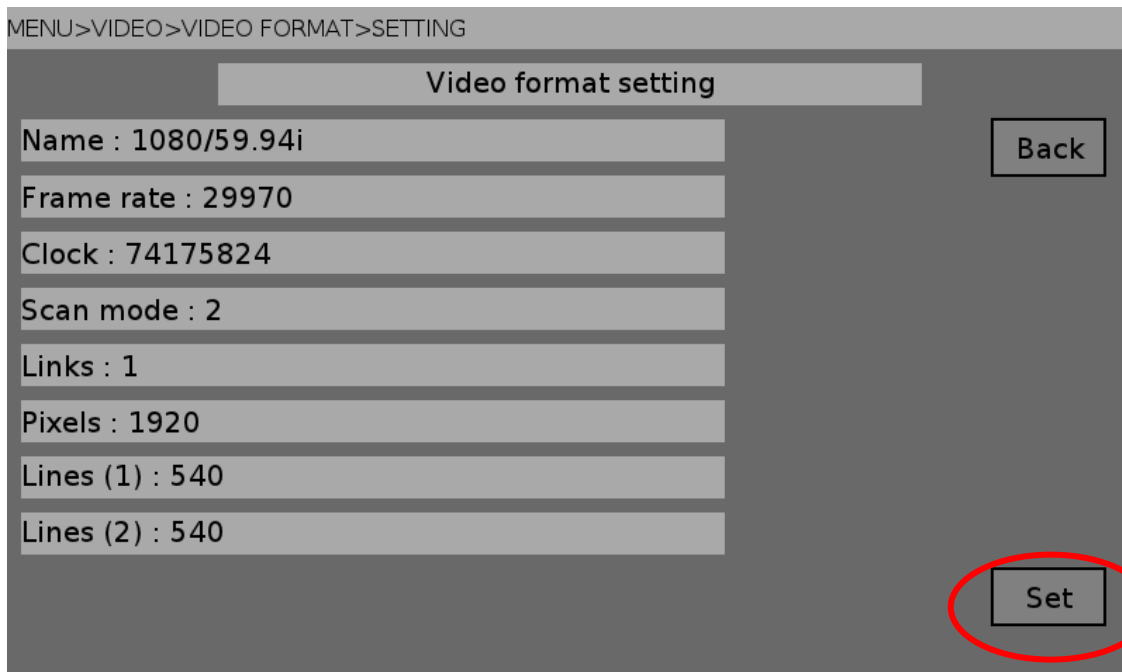 MENU>VIDEO>VIDEO FORMAT>SETTING
Video format setting
Name : 1080/59.94i
Back
Frame rate : 29970
Clock : 74175824
Scan mode : 2
Links : 1
Pixels : 1920
Lines (1) : 540
Lines (2) : 540
Set